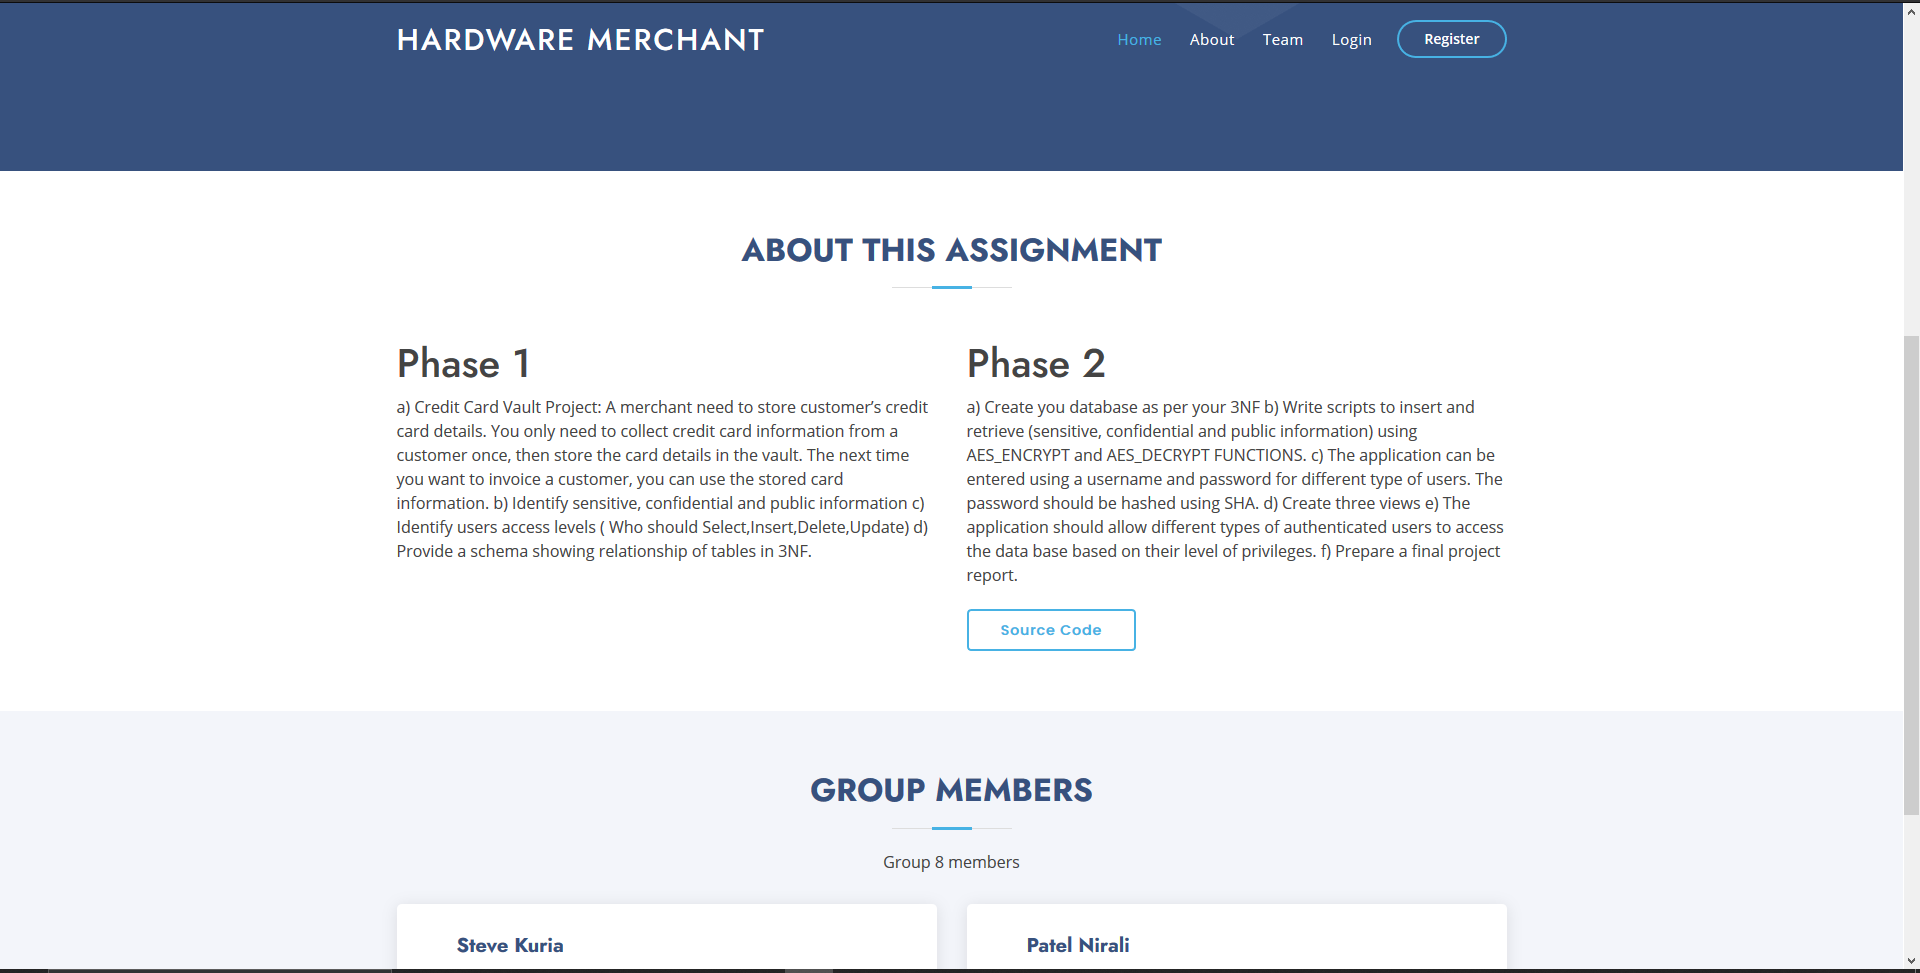 HARDWARE MERCHANT
Home About Team Login Register
ABOUT THIS ASSIGNMENT
Phase 1
a) Credit Card Vault Project: A merchant need to store customer’s credit
card details. You only need to collect credit card information from a
customer once, then store the card details in the vault. The next time
you want to invoice a customer, you can use the stored card
information. b) Identify sensitive, confidential and public information c)
Identify users access levels ( Who should Select,Insert,Delete,Update) d)
Provide a schema showing relationship of tables in 3NF.
Phase 2
a) Create you database as per your 3NF b) Write scripts to insert and
retrieve (sensitive, confidential and public information) using
AES_ENCRYPT and AES_DECRYPT FUNCTIONS. c) The application can be
entered using a username and password for different type of users. The
password should be hashed using SHA. d) Create three views e) The
application should allow different types of authenticated users to access
the data base based on their level of privileges. f) Prepare a final project
report.
Source Code
GROUP MEMBERS
Group 8 members
Steve Kuria
Patel Nirali